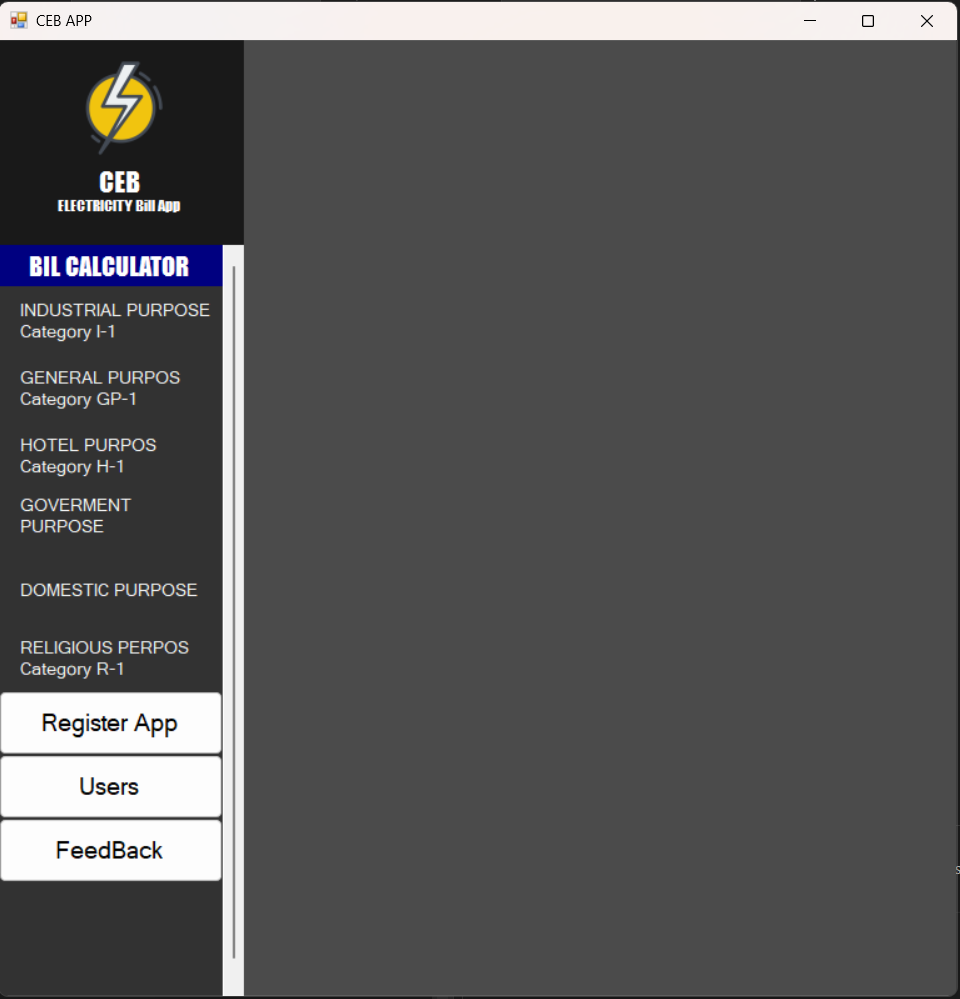 CEB APP
CEB
ELECTRICITY Bill App
BIL CALCULATOR
INDUSTRIAL PURPOSE
Category I-1
GENERAL PURPOS
Category GP-1
HOTEL PURPOS
Category H-1
GOVERMENT
PURPOSE
DOMESTIC PURPOSE
RELIGIOUS PERPOS
Category R-1
Register App
Users
FeedBack